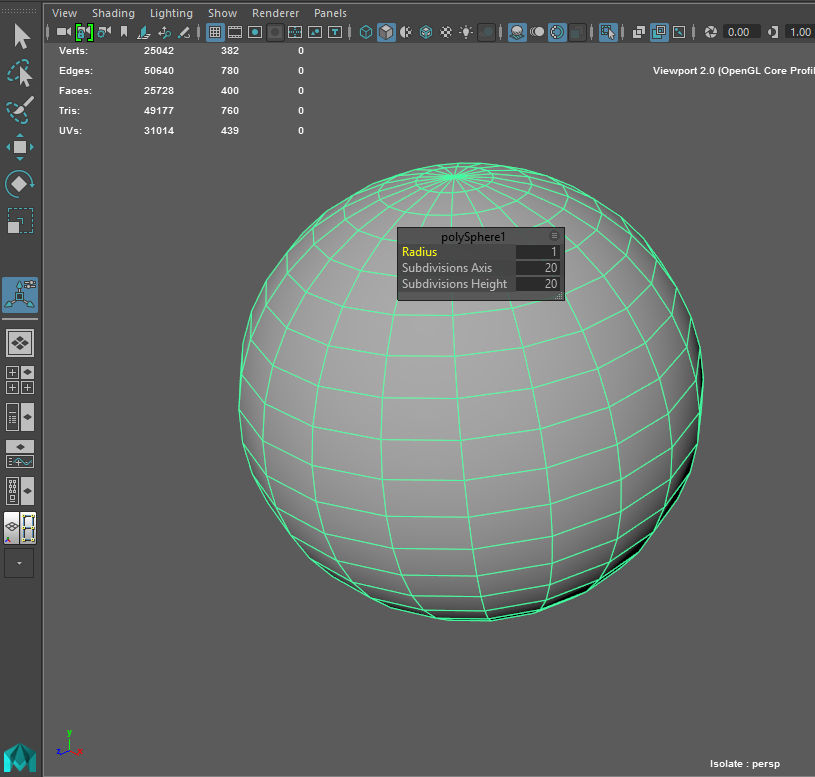 View Shading Lighting Show Renderer Panels
0.00 1.00
Verts: 25042 382 0
Edges: 50640 780 0
Faces: 25728 400 0
Tris: 49177 760 0
UVs: 31014 439 0
Viewport 2.0 (OpenGL Core Profil
polySphere1
Radius 1
Subdivisions Axis 20
Subdivisions Height 20
y
z x
Isolate : persp